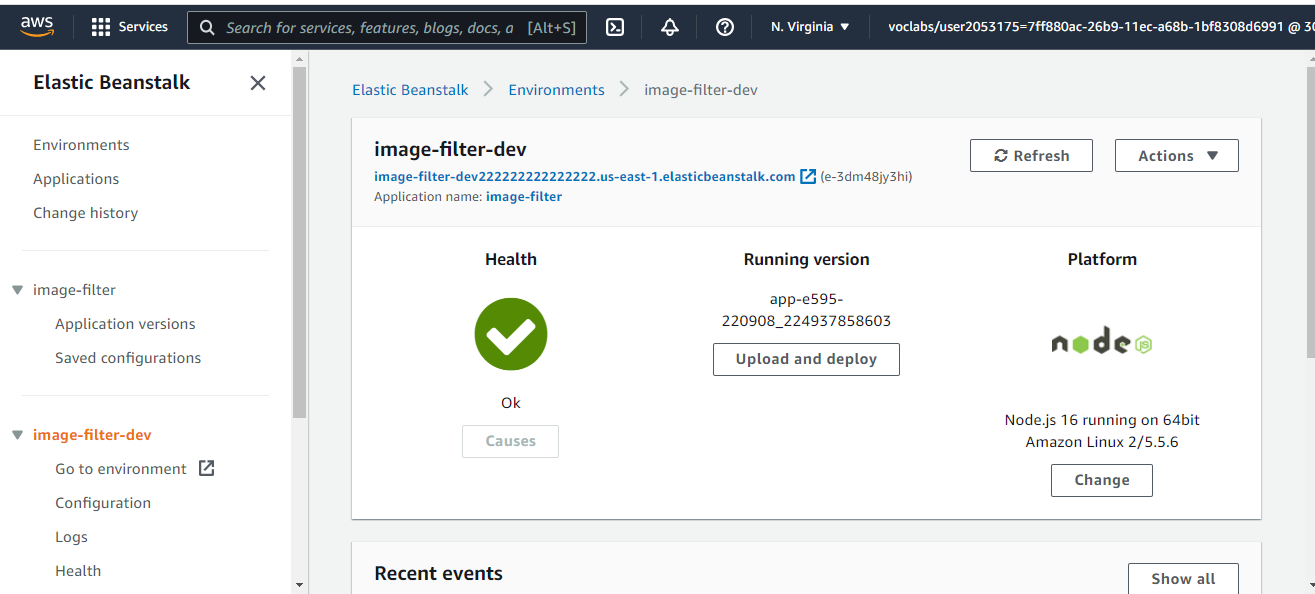 aws
Services
Search for services, features, blogs, docs, a
[Alt+S]
N. Virginia
voclabs/user2053175=7ff880ac-26b9-11ec-a68b-1bf8308d6991 @ 30
Elastic Beanstalk
Environments
Applications
Change history
image-filter
Application versions
Saved configurations
image-filter-dev
Go to environment
Configuration
Logs
Health
Elastic Beanstalk
Environments
image-filter-dev
image-filter-dev
image-filter-dev222222222222222.us-east-1.elasticbeanstalk.com (e-3dm48jy3hi)
Application name: image-filter
Refresh
Actions
Health
Ok
Causes
Running version
app-e595-
220908_224937858603
Upload and deploy
Platform
node
JS
Node.js 16 running on 64bit
Amazon Linux 2/5.5.6
Change
Recent events
Show all